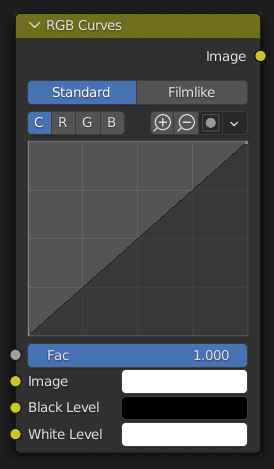 RGB Curves
Image
Standard Filmlike
C R G B
Fac 1.000
Image
Black Level
White Level